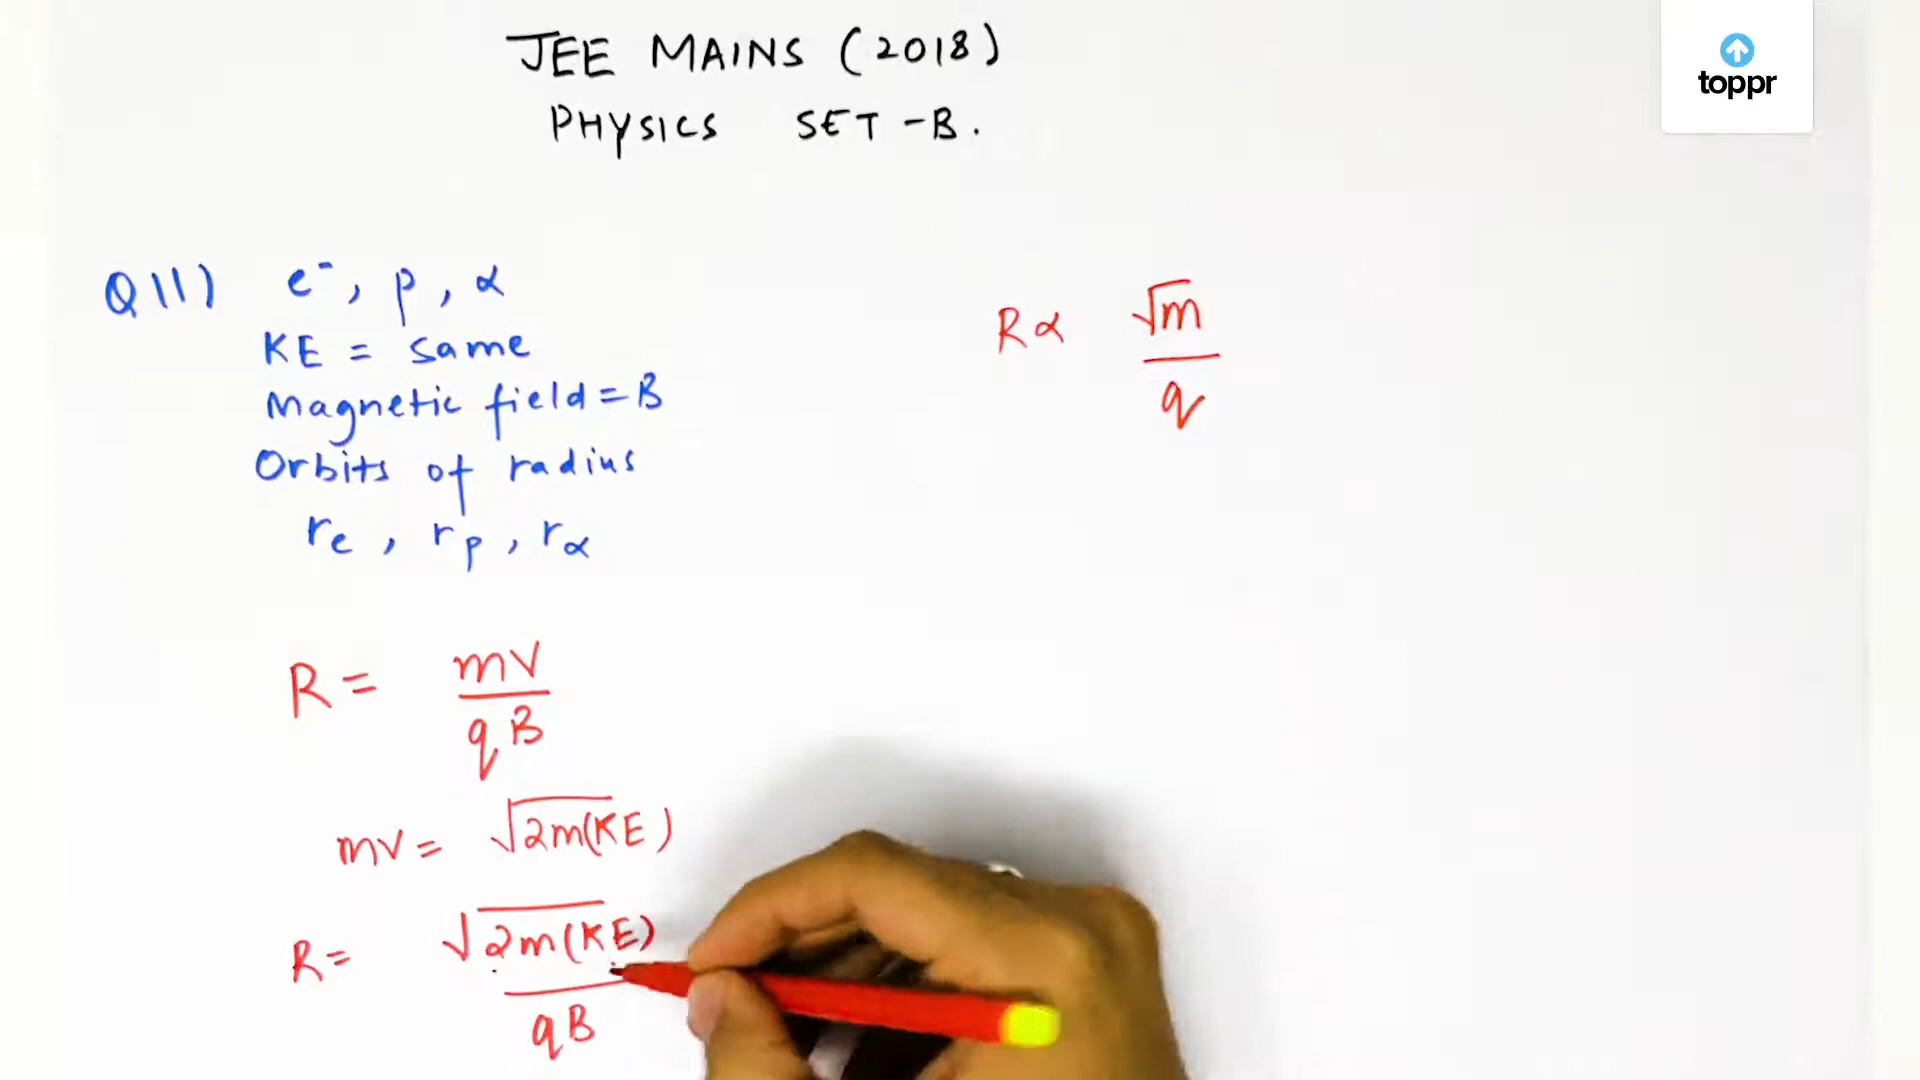 JEE MAINS (2018)
PHYSICS SET -B.
toppr
Q11) e⁻, p, α
KE = same
Magnetic field = B
Orbits of radius
rₑ, rₚ, r_α
R = mv / qB
mv = √2m(KE)
R = √2m(KE) / qB
R α √m / q